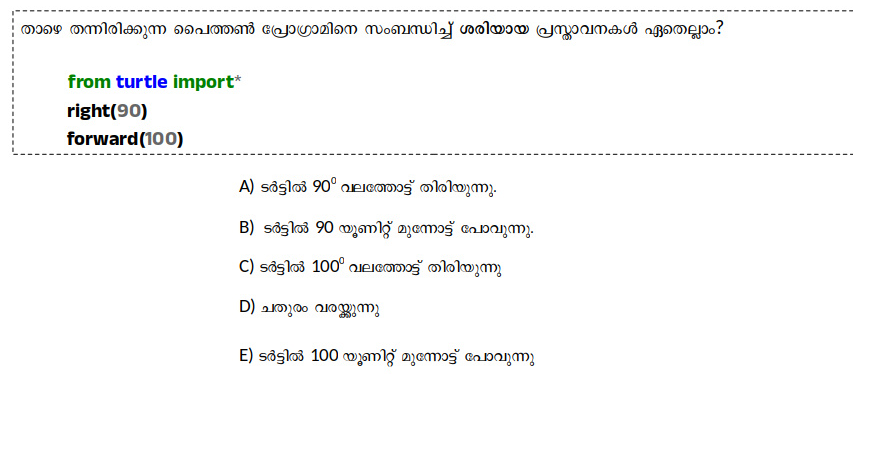 താഴെ തന്നിരിക്കുന്ന പൈത്തൺ പ്രോഗ്രാമിനെ സംബന്ധിച്ച് ശരിയായ പ്രസ്താവനകൾ ഏതെല്ലാം?
from turtle import*
right(90)
forward(100)
A) ടർട്ടിൽ 90⁰ വലത്തോട്ട് തിരിയുന്നു.
B) ടർട്ടിൽ 90 യൂണിറ്റ് മുന്നോട്ട് പോവുന്നു.
C) ടർട്ടിൽ 100⁰ വലത്തോട്ട് തിരിയുന്നു
D) ചതുരം വരയ്ക്കുന്നു
E) ടർട്ടിൽ 100 യൂണിറ്റ് മുന്നോട്ട് പോവുന്നു